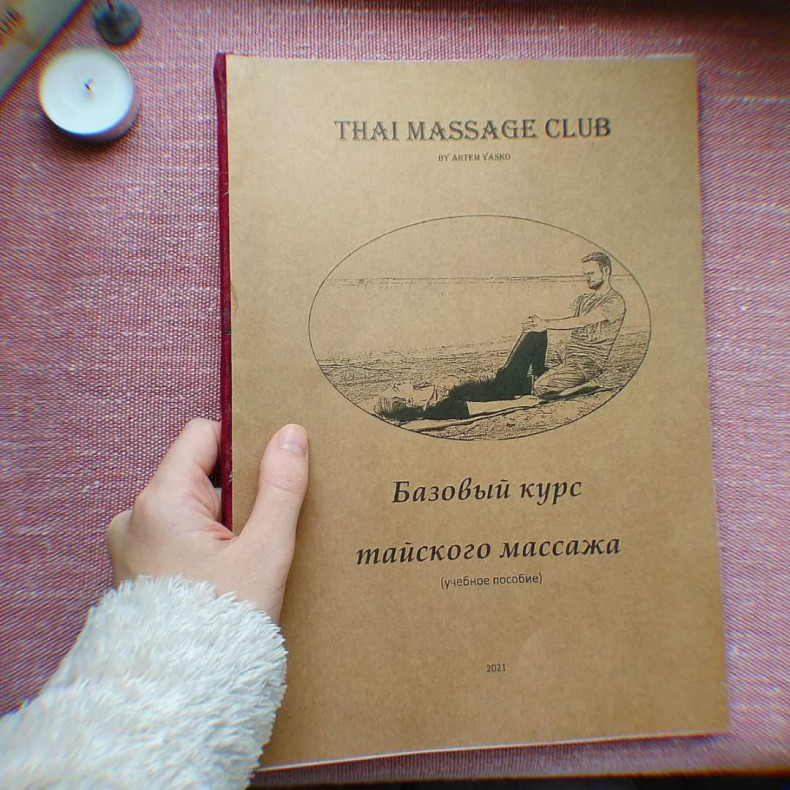 THAI MASSAGE CLUB
BY ARTEM YASKO
Базовый курс
тайского массажа
(учебное пособие)
2021